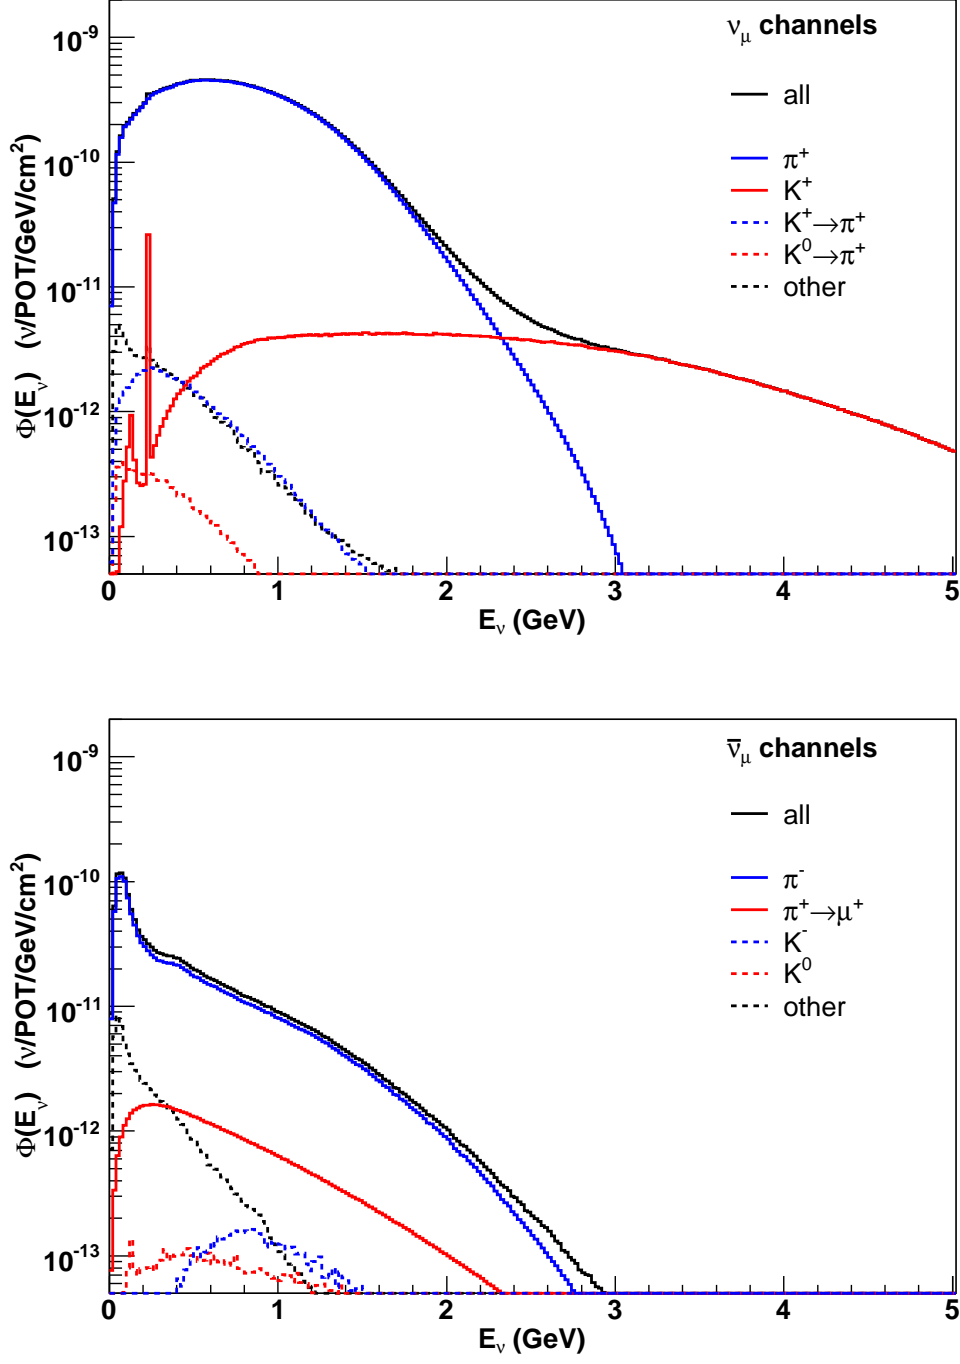 ν_μ channels
all
π⁺
K⁺
K⁺→π⁺
K⁰→π⁺
other
Φ(E_ν) (ν/POT/GeV/cm²)
10⁻⁹
10⁻¹⁰
10⁻¹¹
10⁻¹²
10⁻¹³
0 1 2 3 4 5
E_ν (GeV)
ν̄_μ channels
all
π⁻
π⁺→μ⁺
K⁻
K⁰
other
Φ(E_ν) (ν/POT/GeV/cm²)
10⁻⁹
10⁻¹⁰
10⁻¹¹
10⁻¹²
10⁻¹³
0 1 2 3 4 5
E_ν (GeV)